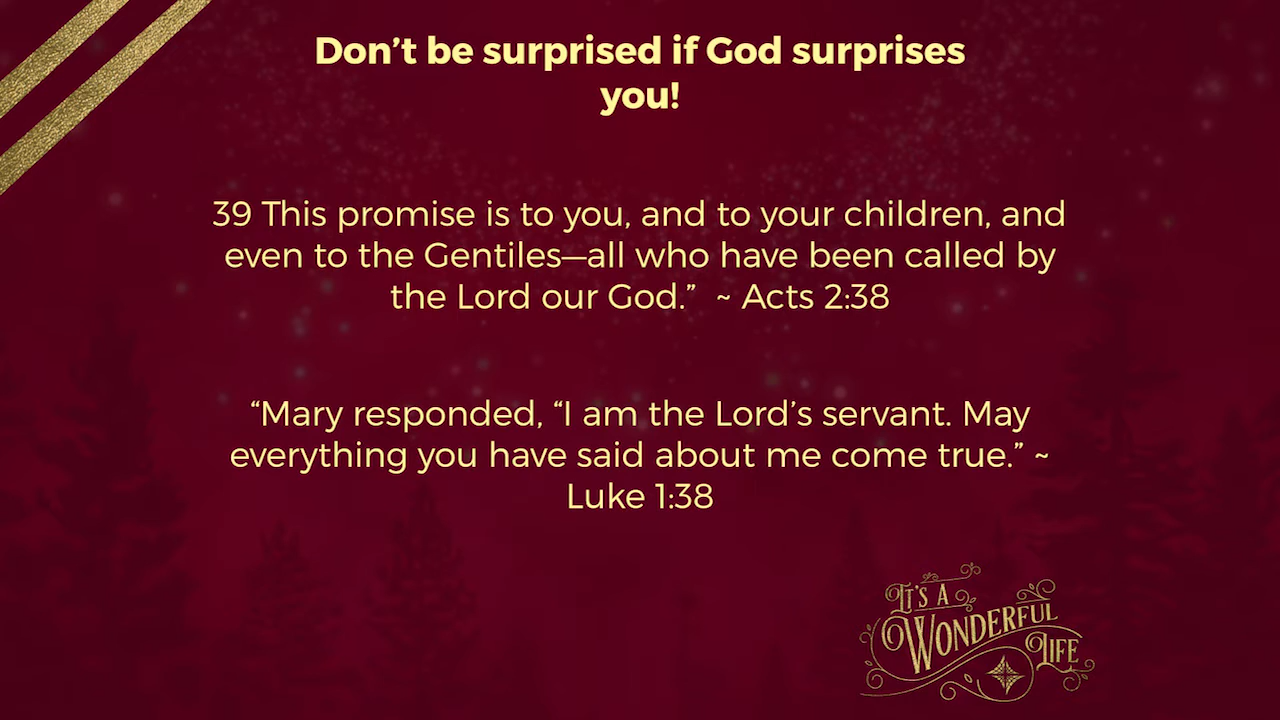 Don’t be surprised if God surprises
you!
39 This promise is to you, and to your children, and
even to the Gentiles—all who have been called by
the Lord our God.”  ~ Acts 2:38
“Mary responded, “I am the Lord’s servant. May
everything you have said about me come true.” ~
Luke 1:38
It's a
Wonderful
Life